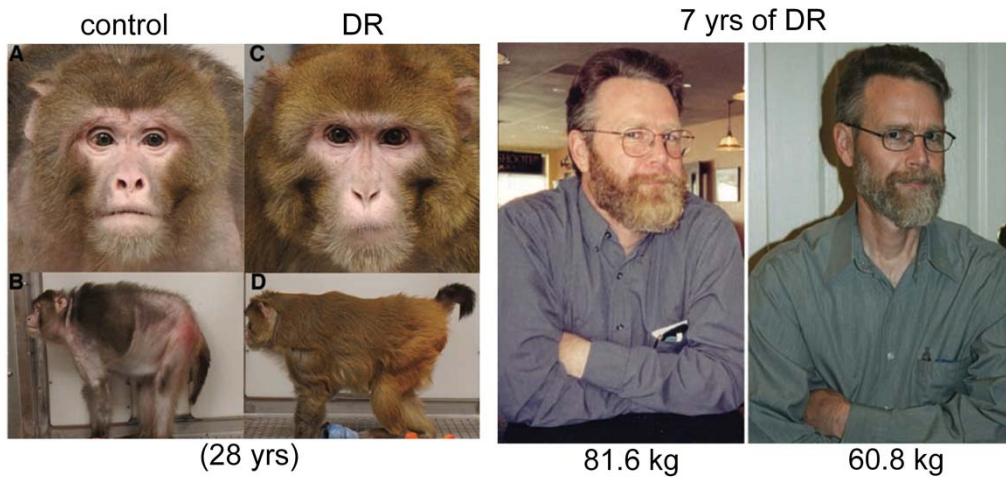 control
DR
7 yrs of DR
A
C
B
D
(28 yrs)
81.6 kg
60.8 kg